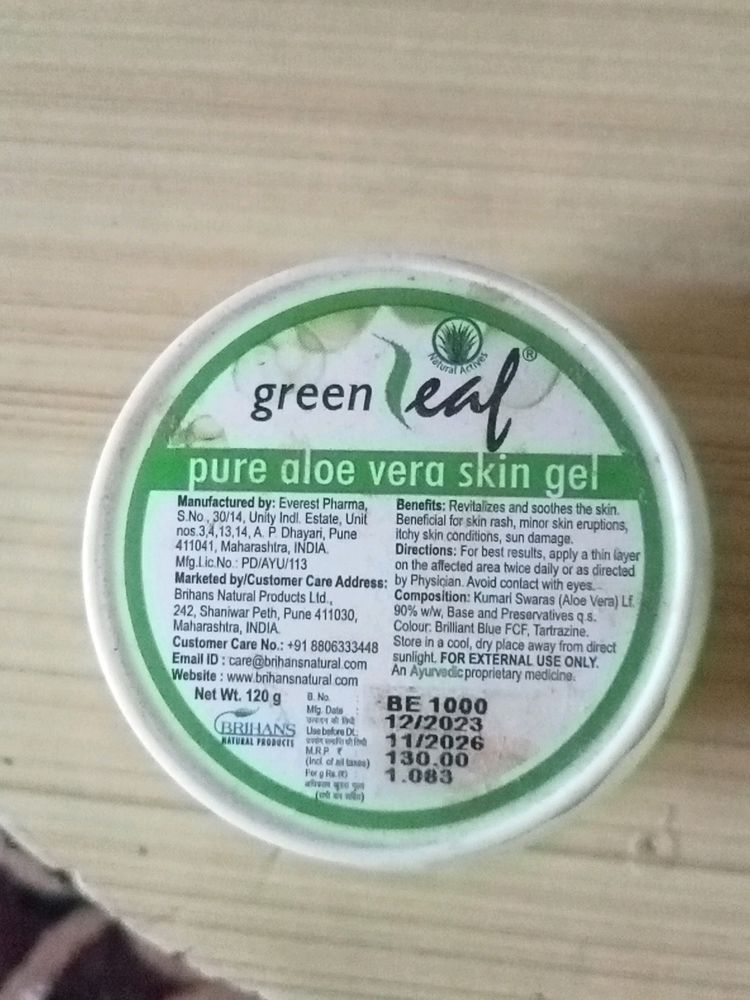 Natural Actives
green leaf®
pure aloe vera skin gel
Manufactured by: Everest Pharma,
S.No., 30/14, Unity Indl. Estate, Unit
nos.3,4,13,14, A. P. Dhayari, Pune
411041, Maharashtra, INDIA.
Mfg.Lic.No.: PD/AYU/113
Marketed by/Customer Care Address:
Brihans Natural Products Ltd.,
242, Shaniwar Peth, Pune 411030,
Maharashtra, INDIA.
Customer Care No.: +91 8806333448
Email ID : care@brihansnatural.com
Website : www.brihansnatural.com
Net Wt. 120 g
BRIHANS
NATURAL PRODUCTS
Benefits: Revitalizes and soothes the skin.
Beneficial for skin rash, minor skin eruptions,
itchy skin conditions, sun damage.
Directions: For best results, apply a thin layer
on the affected area twice daily or as directed
by Physician. Avoid contact with eyes.
Composition: Kumari Swaras (Aloe Vera) Lf.
90% w/w, Base and Preservatives q.s.
Colour: Brilliant Blue FCF, Tartrazine.
Store in a cool, dry place away from direct
sunlight. FOR EXTERNAL USE ONLY.
An Ayurvedic proprietary medicine.
B. No.
Mfg. Date
Use before Dt.
M.R.P. ₹
(Incl. of all taxes)
Per g Rs. (₹)
BE 1000
12/2023
11/2026
130.00
1.083